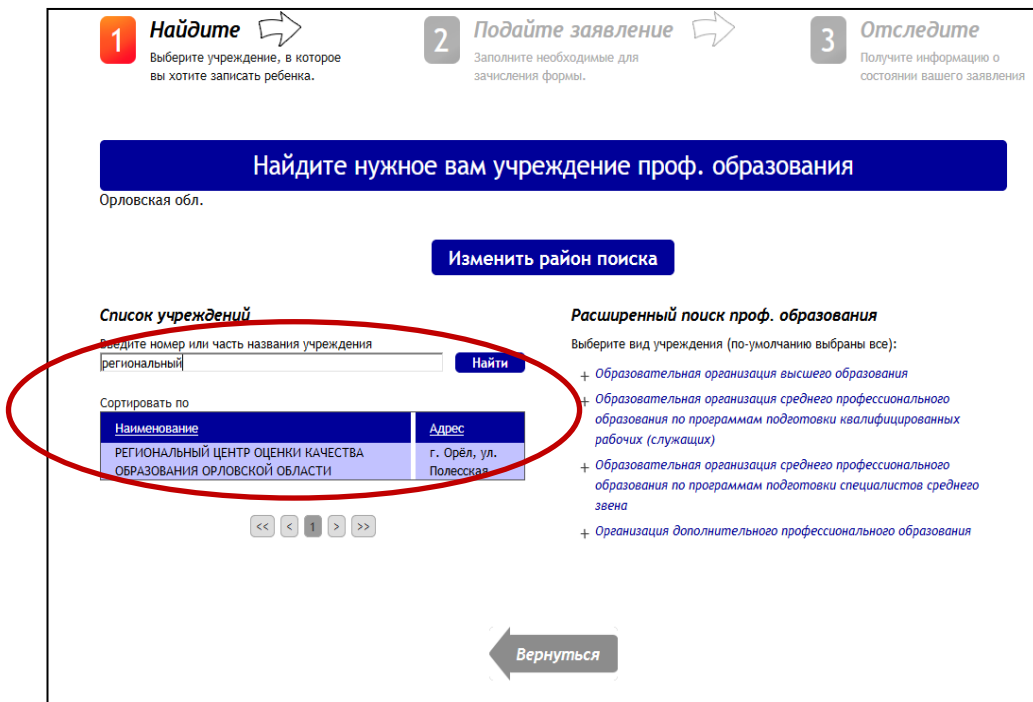 1
Найдите
Выберите учреждение, в которое
вы хотите записать ребенка.
2
Подайте заявление
Заполните необходимые для
зачисления формы.
3
Отследите
Получите информацию о
состоянии вашего заявления
Найдите нужное вам учреждение проф. образования
Орловская обл.
Изменить район поиска
Список учреждений
Введите номер или часть названия учреждения
региональный
Найти
Сортировать по
Наименование
Адрес
РЕГИОНАЛЬНЫЙ ЦЕНТР ОЦЕНКИ КАЧЕСТВА
ОБРАЗОВАНИЯ ОРЛОВСКОЙ ОБЛАСТИ
г. Орёл, ул.
Полесская
<< < 1 > >>
Расширенный поиск проф. образования
Выберите вид учреждения (по-умолчанию выбраны все):
+ Образовательная организация высшего образования
+ Образовательная организация среднего профессионального
образования по программам подготовки квалифицированных
рабочих (служащих)
+ Образовательная организация среднего профессионального
образования по программам подготовки специалистов среднего
звена
+ Организация дополнительного профессионального образования
Вернуться